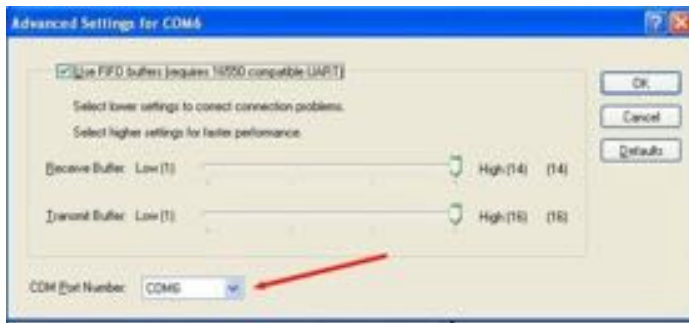 Advanced Settings for COM6
Use FIFO buffers (requires 16550 compatible UART)
OK
Select lower settings to correct connection problems.
Cancel
Select higher settings for faster performance.
Defaults
Receive Buffer: Low (1) High (14) (14)
Transmit Buffer: Low (1) High (16) (16)
COM Port Number: COM6